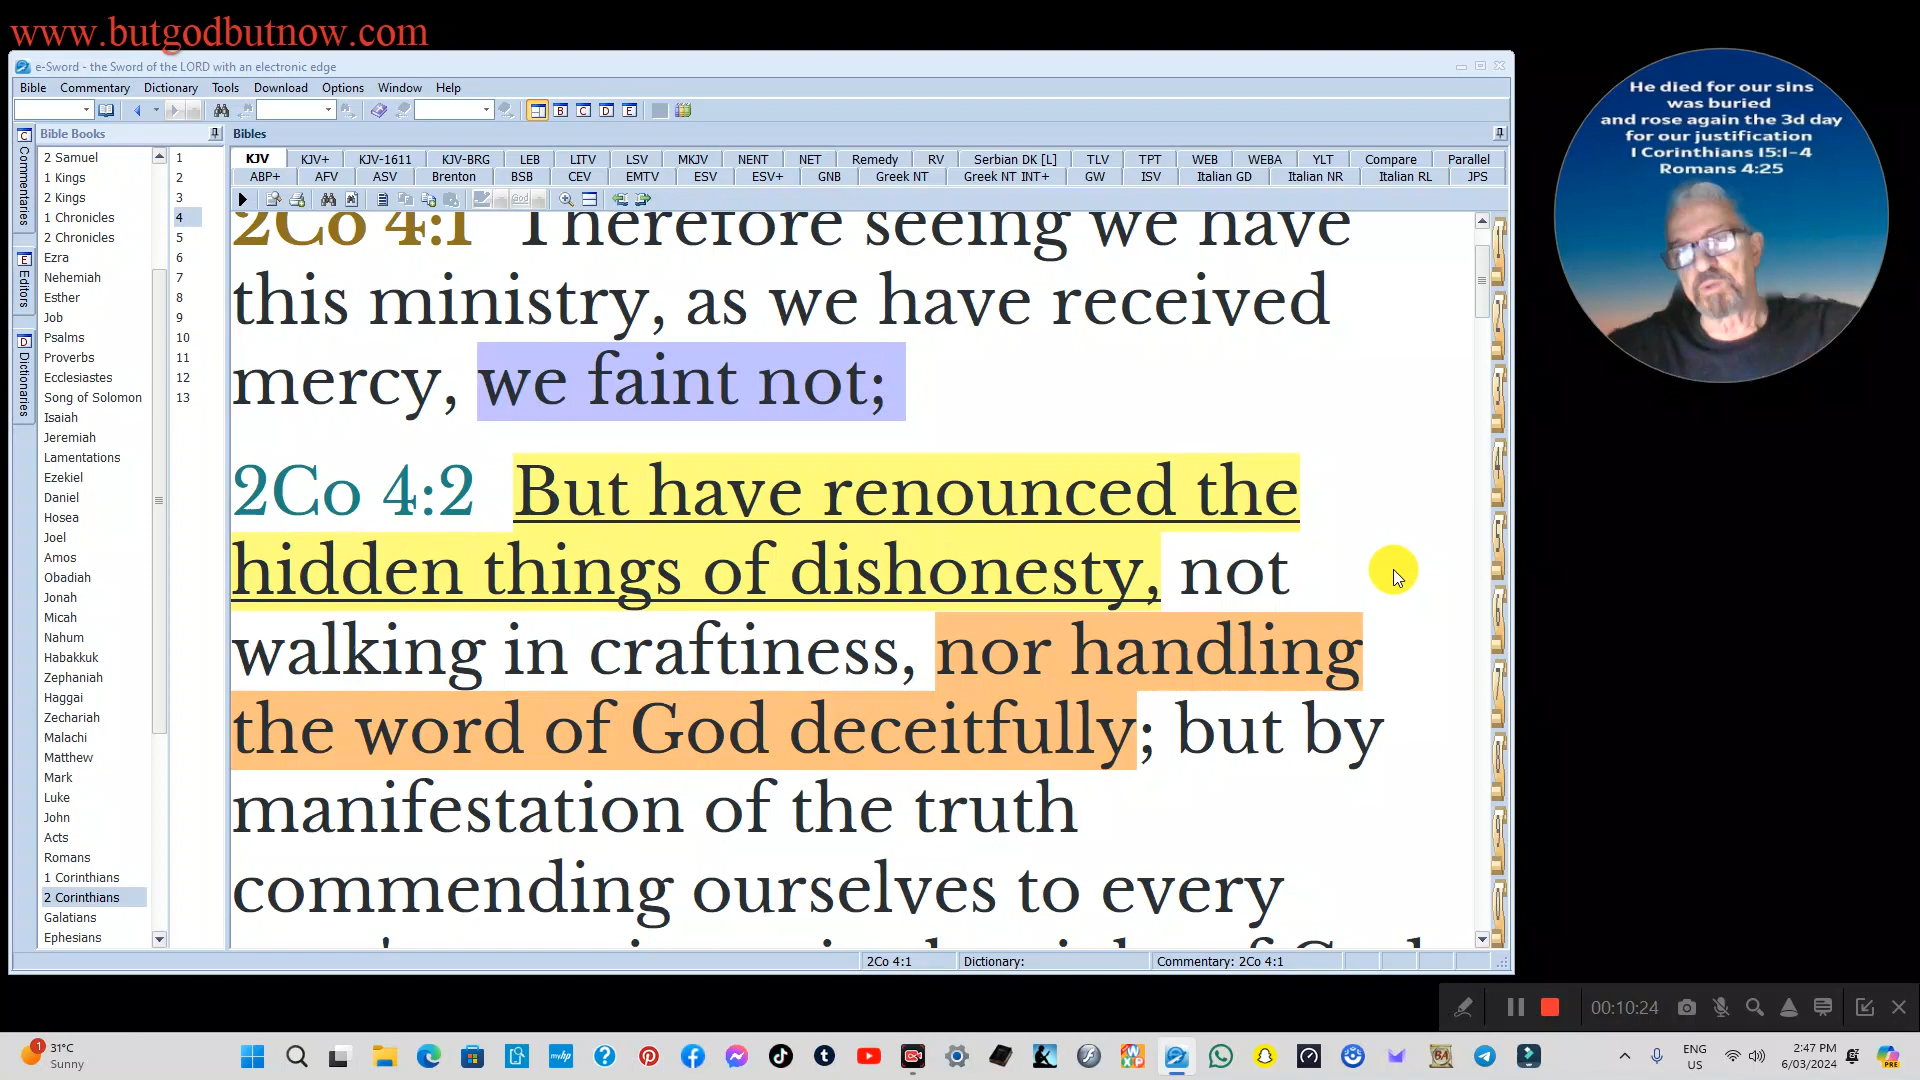 www.butgodbutnow.com
e-Sword - the Sword of the LORD with an electronic edge
Bible Commentary Dictionary Tools Download Options Window Help
Bible Books
Bibles
Commentaries
Editors
Dictionaries
2 Samuel
1 Kings
2 Kings
1 Chronicles
2 Chronicles
Ezra
Nehemiah
Esther
Job
Psalms
Proverbs
Ecclesiastes
Song of Solomon
Isaiah
Jeremiah
Lamentations
Ezekiel
Daniel
Hosea
Joel
Amos
Obadiah
Jonah
Micah
Nahum
Habakkuk
Zephaniah
Haggai
Zechariah
Malachi
Matthew
Mark
Luke
John
Acts
Romans
1 Corinthians
2 Corinthians
Galatians
Ephesians
1
2
3
4
5
6
7
8
9
10
11
12
13
KJV KJV+ KJV-1611 KJV-BRG LEB LITV LSV MKJV NENT NET Remedy RV Serbian DK [L] TLV TPT WEB WEBA YLT Compare Parallel
ABP+ AFV ASV Brenton BSB CEV EMTV ESV ESV+ GNB Greek NT Greek NT INT+ GW ISV Italian GD Italian NR Italian RL JPS
2Co 4:1 Therefore seeing we have
this ministry, as we have received
mercy, we faint not;
2Co 4:2 But have renounced the
hidden things of dishonesty, not
walking in craftiness, nor handling
the word of God deceitfully; but by
manifestation of the truth
commending ourselves to every
2Co 4:1 Dictionary: Commentary: 2Co 4:1
He died for our sins
was buried
and rose again the 3d day
for our justification
I Corinthians 15:1-4
Romans 4:25
00:10:24
1
31°C
Sunny
ENG
US
2:47 PM
6/03/2024